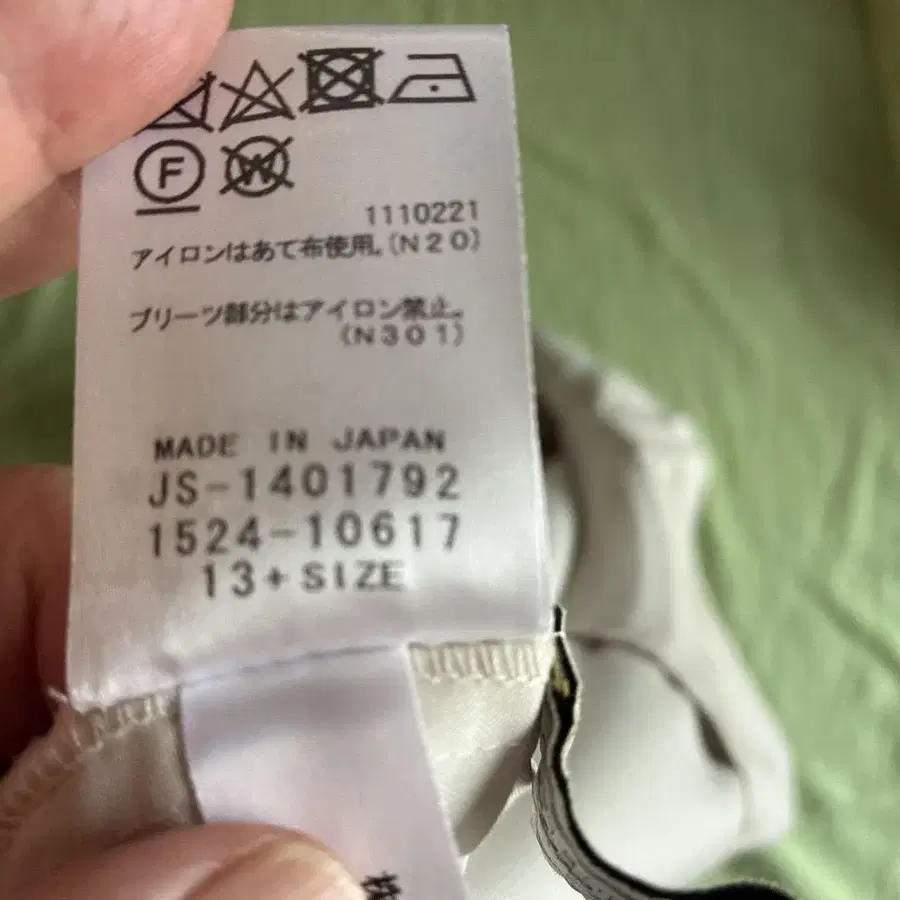 F W
1110221
アイロンはあて布使用。(N20)
プリーツ部分はアイロン禁止。
(N301)
MADE IN JAPAN
JS-1401792
1524-10617
13+SIZE